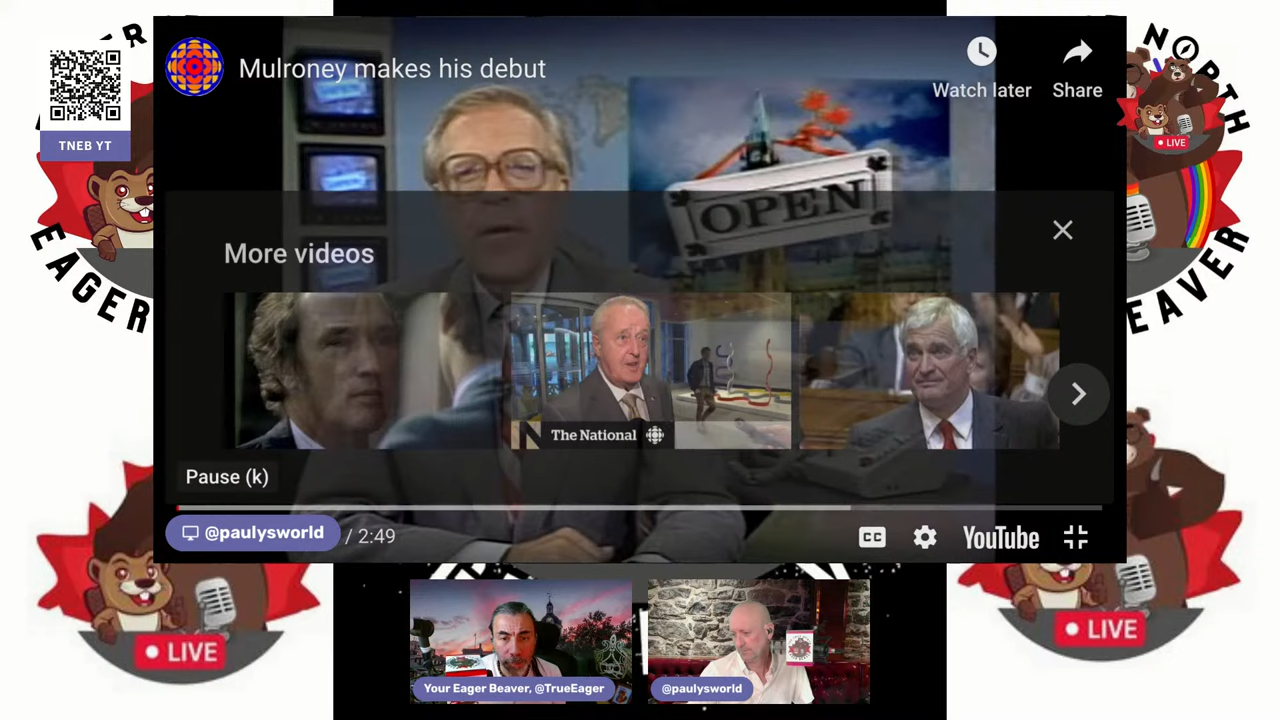 TNEB YT
Mulroney makes his debut
Watch later
Share
NORTH
LIVE
OPEN
EAGER
EAVER
More videos
The National
Pause (k)
@paulysworld
/ 2:49
CC
YouTube
LIVE
LIVE
Your Eager Beaver, @TrueEager
@paulysworld